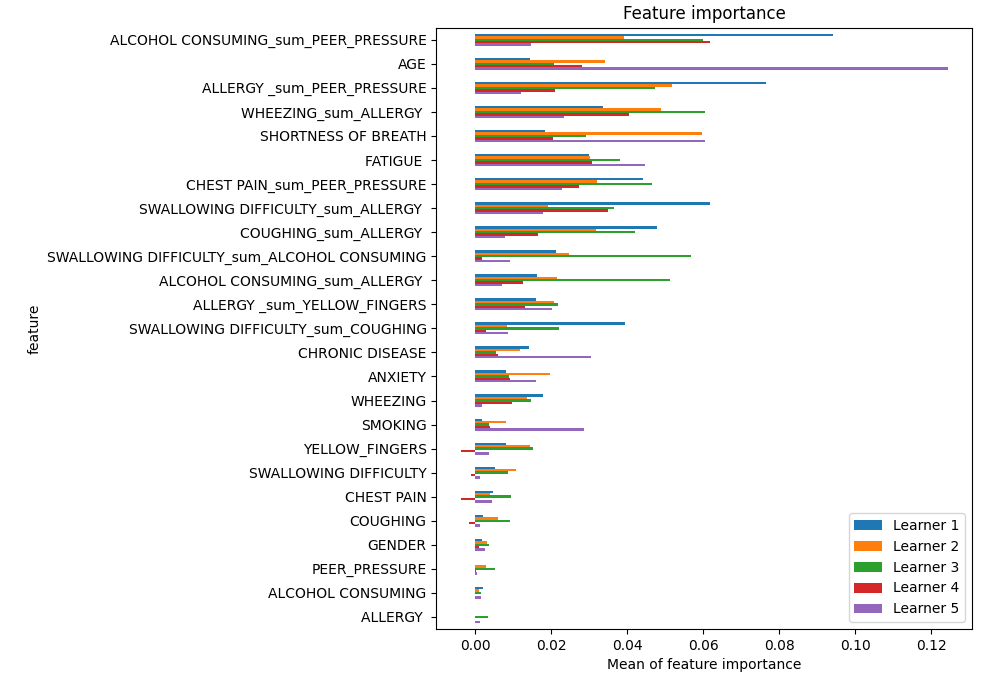 Feature importance
ALCOHOL CONSUMING_sum_PEER_PRESSURE
AGE
ALLERGY _sum_PEER_PRESSURE
WHEEZING_sum_ALLERGY
SHORTNESS OF BREATH
FATIGUE
CHEST PAIN_sum_PEER_PRESSURE
SWALLOWING DIFFICULTY_sum_ALLERGY
COUGHING_sum_ALLERGY
SWALLOWING DIFFICULTY_sum_ALCOHOL CONSUMING
ALCOHOL CONSUMING_sum_ALLERGY
ALLERGY _sum_YELLOW_FINGERS
SWALLOWING DIFFICULTY_sum_COUGHING
CHRONIC DISEASE
ANXIETY
WHEEZING
SMOKING
YELLOW_FINGERS
SWALLOWING DIFFICULTY
CHEST PAIN
COUGHING
GENDER
PEER_PRESSURE
ALCOHOL CONSUMING
ALLERGY
feature
Learner 1
Learner 2
Learner 3
Learner 4
Learner 5
0.00 0.02 0.04 0.06 0.08 0.10 0.12
Mean of feature importance